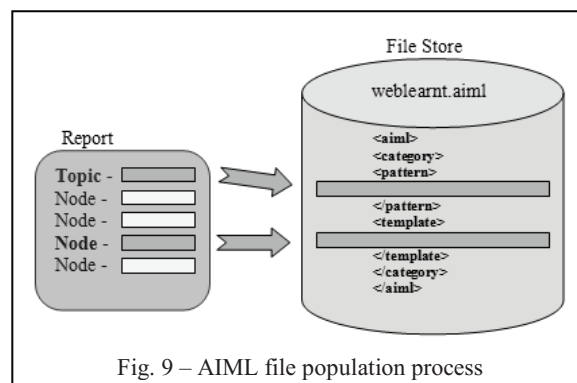 File Store
weblearnt.aiml
<aiml>
<category>
<pattern>
</pattern>
<template>
</template>
</category>
</aiml>
Report
Topic -
Node -
Node -
Node -
Node -
Fig. 9 – AIML file population process